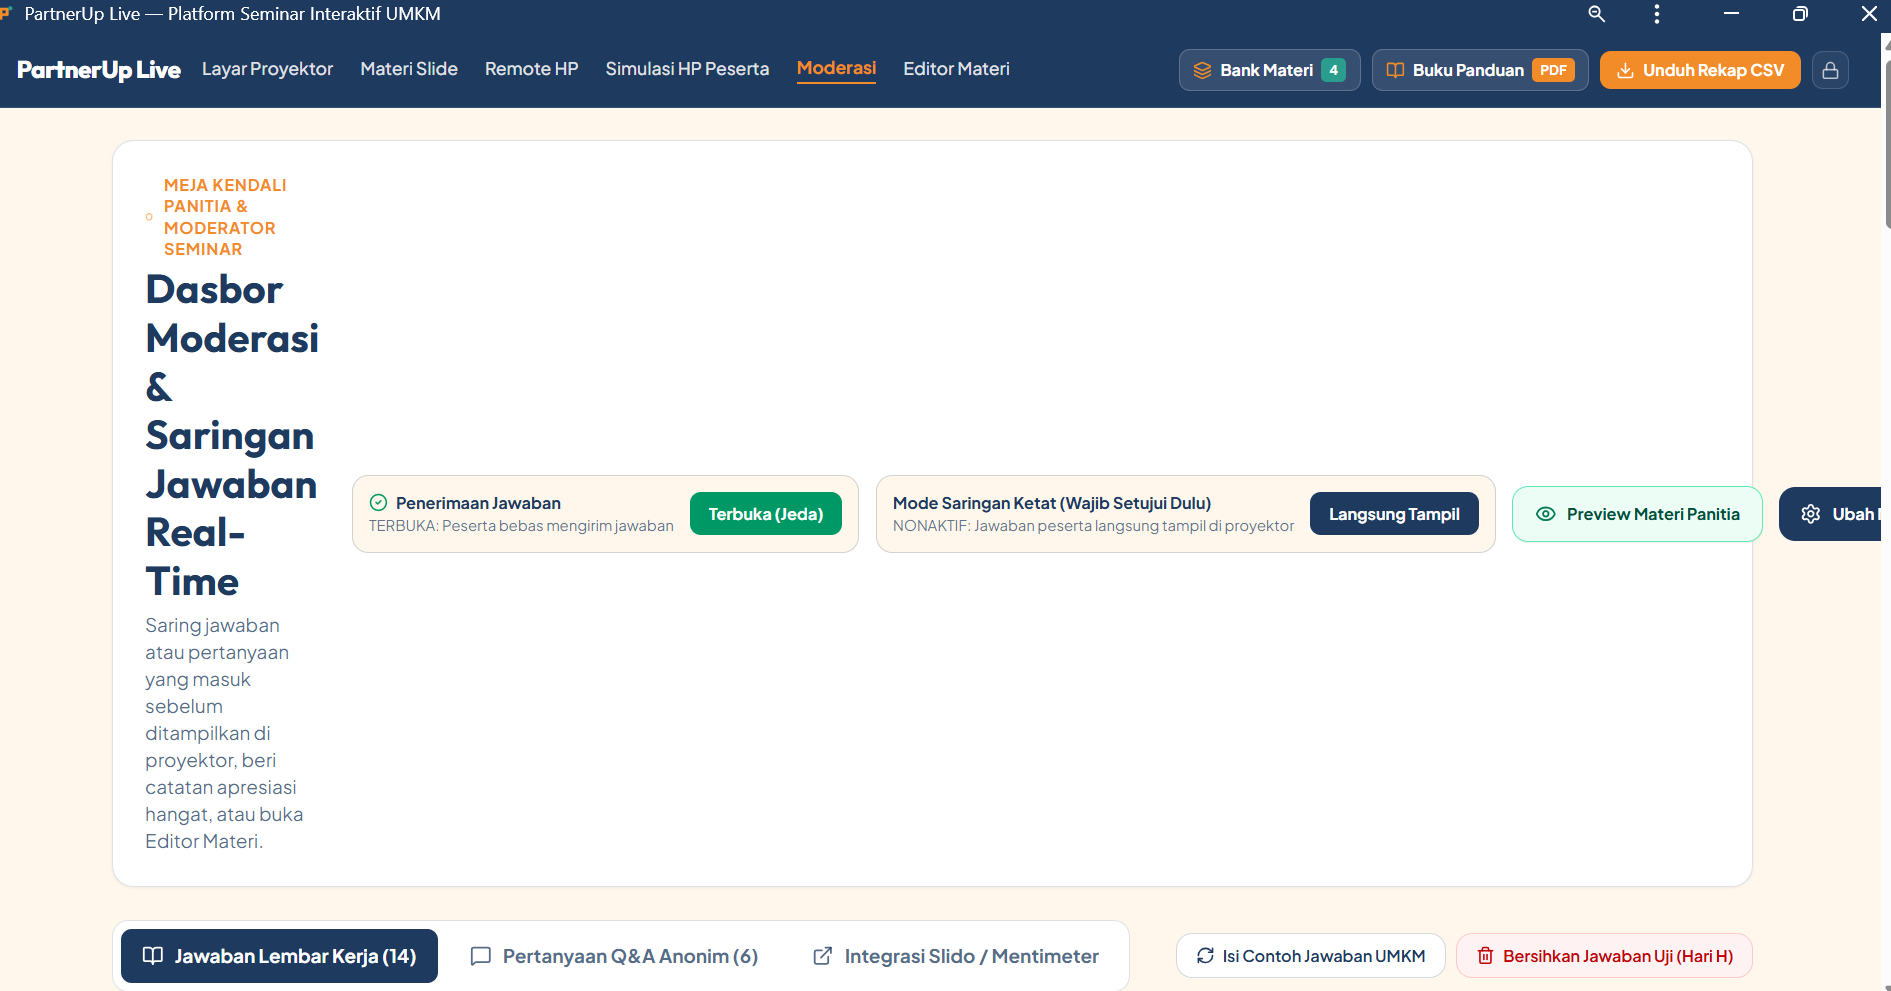 PartnerUp Live — Platform Seminar Interaktif UMKM
PartnerUp Live
Layar Proyektor
Materi Slide
Remote HP
Simulasi HP Peserta
Moderasi
Editor Materi
Bank Materi 4
Buku Panduan PDF
Unduh Rekap CSV
MEJA KENDALI
PANITIA &
MODERATOR
SEMINAR
Dasbor
Moderasi
&
Saringan
Jawaban
Real-
Time
Saring jawaban
atau pertanyaan
yang masuk
sebelum
ditampilkan di
proyektor, beri
catatan apresiasi
hangat, atau buka
Editor Materi.
Penerimaan Jawaban
TERBUKA: Peserta bebas mengirim jawaban
Terbuka (Jeda)
Mode Saringan Ketat (Wajib Setujui Dulu)
NONAKTIF: Jawaban peserta langsung tampil di proyektor
Langsung Tampil
Preview Materi Panitia
Ubah
Jawaban Lembar Kerja (14)
Pertanyaan Q&A Anonim (6)
Integrasi Slido / Mentimeter
Isi Contoh Jawaban UMKM
Bersihkan Jawaban Uji (Hari H)